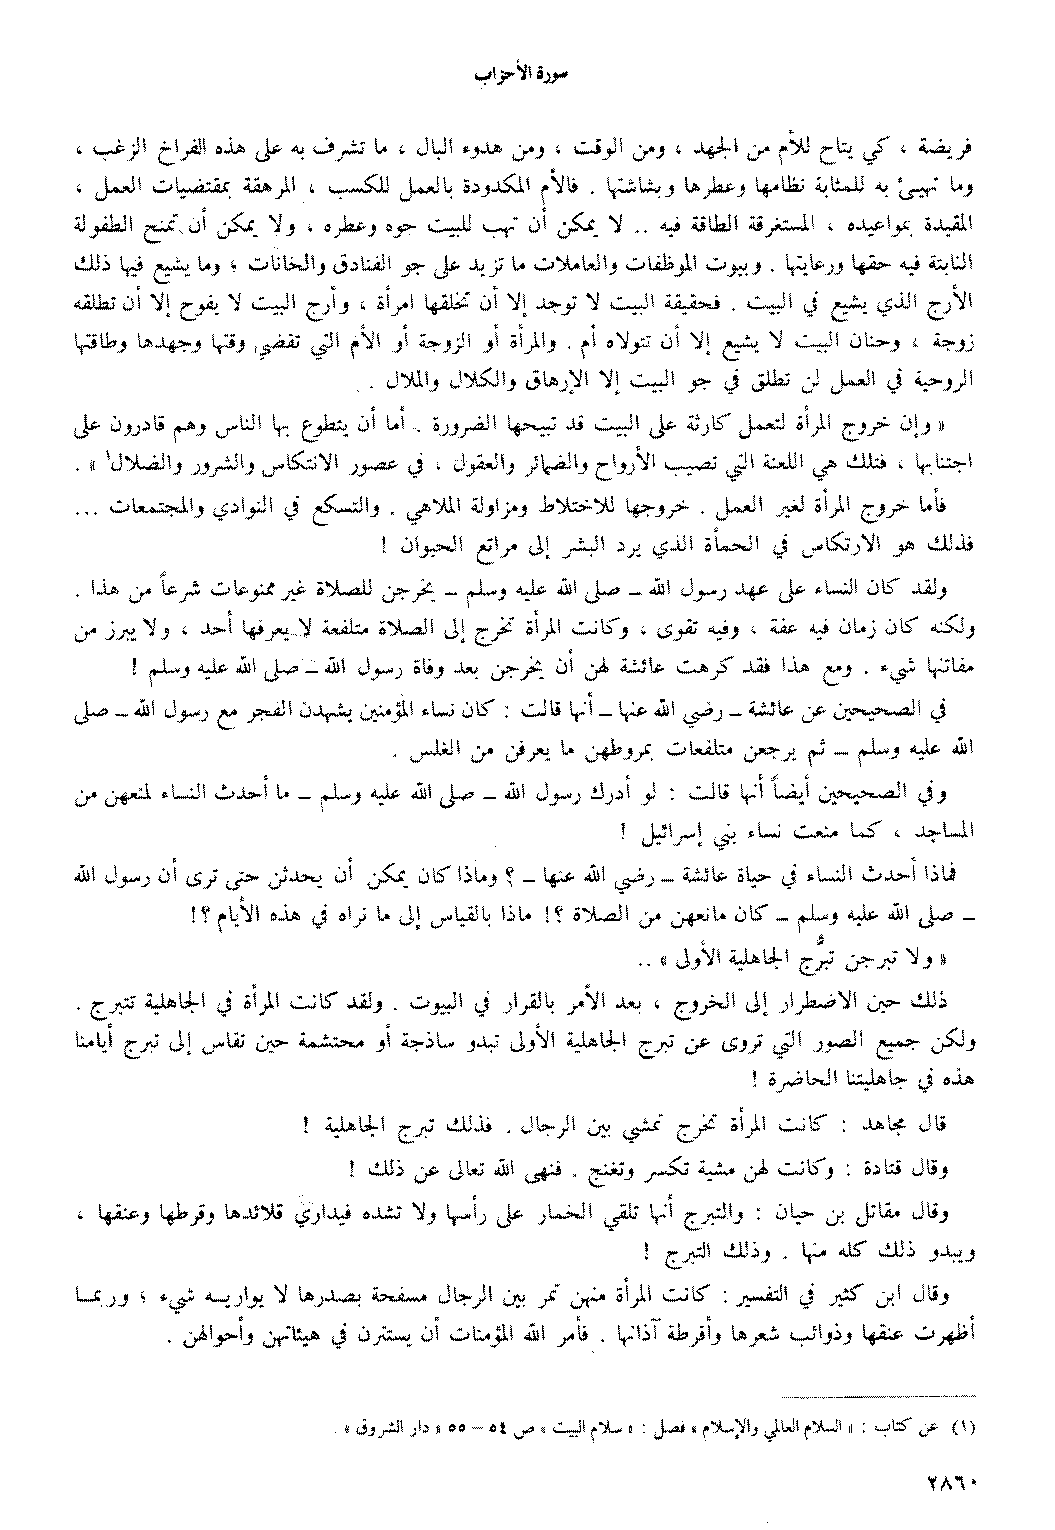 سورة الأحزاب
فريضة ، كي يتاح للأم من الجهد ، ومن الوقت ، ومن هدوء البال ، ما تشرف به على هذه الفراخ الزغب ،
وما تهيئ به للمثابة نظامها وعطرها وبشاشتها . فالأم المكدودة بالعمل للكسب ، المرهقة بمقتضيات العمل ،
المقيدة بمواعيده ، المستغرقة الطاقة فيه .. لا يمكن أن تهب للبيت جوه وعطره ، ولا يمكن أن تمنح الطفولة
النابتة فيه حقها ورعايتها . وبيوت الموظفات والعاملات ما تزيد على جو الفنادق والخانات ؛ وما يشيع فيها ذلك
الأرج الذي يشيع في البيت . فحقيقة البيت لا توجد إلا أن تخلقها امرأة ، وأرج البيت لا يفوح إلا أن تطلقه
زوجة ، وحنان البيت لا يشيع إلا أن تتولاه أم . والمرأة أو الزوجة أو الأم التي تقضي وقتها وجهدها وطاقتها
الروحية في العمل لن تطلق في جو البيت إلا الإرهاق والكلال والملال .
« وإن خروج المرأة لتعمل كارثة على البيت قد تبيحها الضرورة . أما أن يتطوع بها الناس وهم قادرون على
اجتنابها ، فتلك هي اللعنة التي تصيب الأرواح والضمائر والعقول ، في عصور الانتكاس والشرور والضلال١ » .
فأما خروج المرأة لغير العمل . خروجها للاختلاط ومزاولة الملاهي . والتسكع في النوادي والمجتمعات ...
فذلك هو الارتكاس في الحمأة الذي يرد البشر إلى مراتع الحيوان !
ولقد كان النساء على عهد رسول الله – صلى الله عليه وسلم – يخرجن للصلاة غير ممنوعات شرعاً من هذا .
ولكنه كان زمان فيه عفة ، وفيه تقوى ، وكانت المرأة تخرج إلى الصلاة متلفعة لا يعرفها أحد ، ولا يبرز من
مفاتنها شيء . ومع هذا فقد كرهت عائشة لهن أن يخرجن بعد وفاة رسول الله – صلى الله عليه وسلم !
في الصحيحين عن عائشة – رضي الله عنها – أنها قالت : كان نساء المؤمنين يشهدن الفجر مع رسول الله – صلى
الله عليه وسلم – ثم يرجعن متلفعات بمروطهن ما يعرفن من الغلس .
وفي الصحيحين أيضاً أنها قالت : لو أدرك رسول الله – صلى الله عليه وسلم – ما أحدث النساء لمنعهن من
المساجد ، كما منعت نساء بني إسرائيل !
فماذا أحدث النساء في حياة عائشة – رضي الله عنها – ؟ وماذا كان يمكن أن يحدثن حتى ترى أن رسول الله
– صلى الله عليه وسلم – كان مانعهن من الصلاة ؟! ماذا بالقياس إلى ما نراه في هذه الأيام ؟!
« ولا تبرجن تبرُّج الجاهلية الأولى » ..
ذلك حين الاضطرار إلى الخروج ، بعد الأمر بالقرار في البيوت . ولقد كانت المرأة في الجاهلية تتبرج .
ولكن جميع الصور التي تروى عن تبرج الجاهلية الأولى تبدو ساذجة أو محتشمة حين تقاس إلى تبرج أيامنا
هذه في جاهليتنا الحاضرة !
قال مجاهد : كانت المرأة تخرج تمشي بين الرجال . فذلك تبرج الجاهلية !
وقال قتادة : وكانت لهن مشية تكسر وتغنج . فنهى الله تعالى عن ذلك !
وقال مقاتل بن حيان : والتبرج أنها تلقي الخمار على رأسها ولا تشده فيداري قلائدها وقرطها وعنقها ،
ويبدو ذلك كله منها . وذلك التبرج !
وقال ابن كثير في التفسير : كانت المرأة منهن تمر بين الرجال مسفحة بصدرها لا يواريه شيء ؛ وربما
أظهرت عنقها وذوائب شعرها وأقرطة آذانها . فأمر الله المؤمنات أن يستترن في هيئاتهن وأحوالهن .
(١) عن كتاب : « السلام العالمي والإسلام » فصل : « سلام البيت » ص ٥٤ – ٥٥ « دار الشروق » .
٢٨٦٠